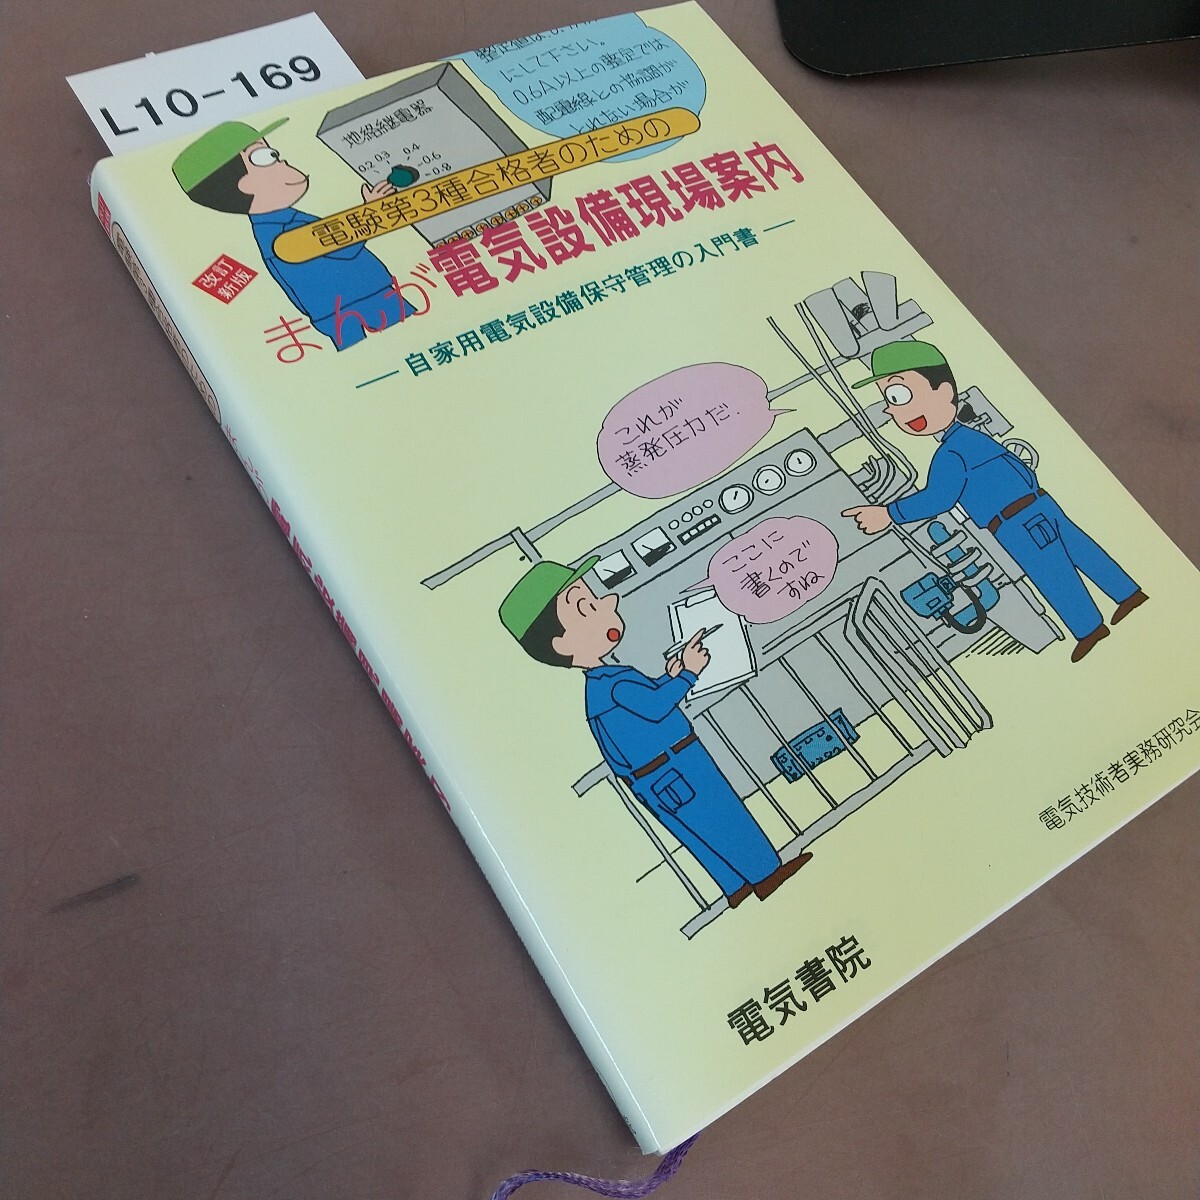 L10-169
にして下さい。
0.6A以上の整定では
配電線との協調が
とれない場合が
地絡継電器
0.2 0.3 0.4 0.6 0.8
電験第3種合格者のための
改訂
新版
まんが電気設備現場案内
―自家用電気設備保守管理の入門書―
これが
蒸発圧力だ.
ここに
書くので
すね
電気技術者実務研究会
電気書院